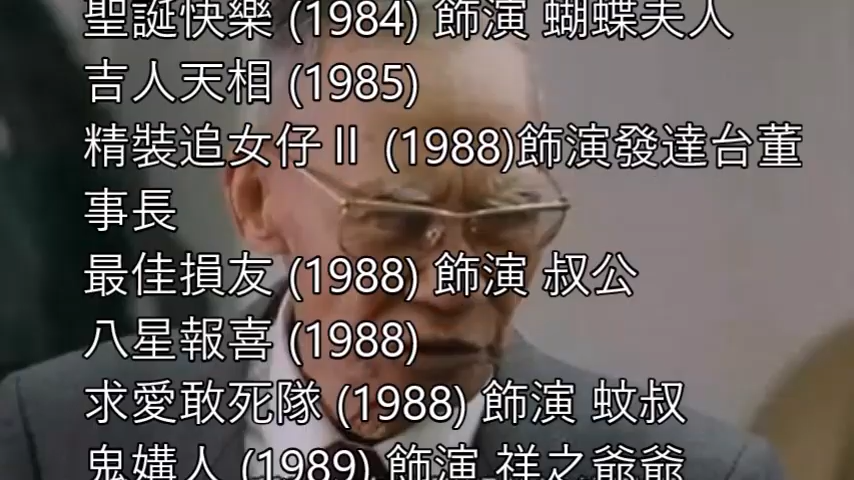 聖誕快樂 (1984) 飾演 蝴蝶夫人
吉人天相 (1985)
精裝追女仔Ⅱ (1988)飾演發達台董
事長
最佳損友 (1988) 飾演 叔公
八星報喜 (1988)
求愛敢死隊 (1988) 飾演 蚊叔
鬼媾人 (1989) 飾演 祥之爺爺